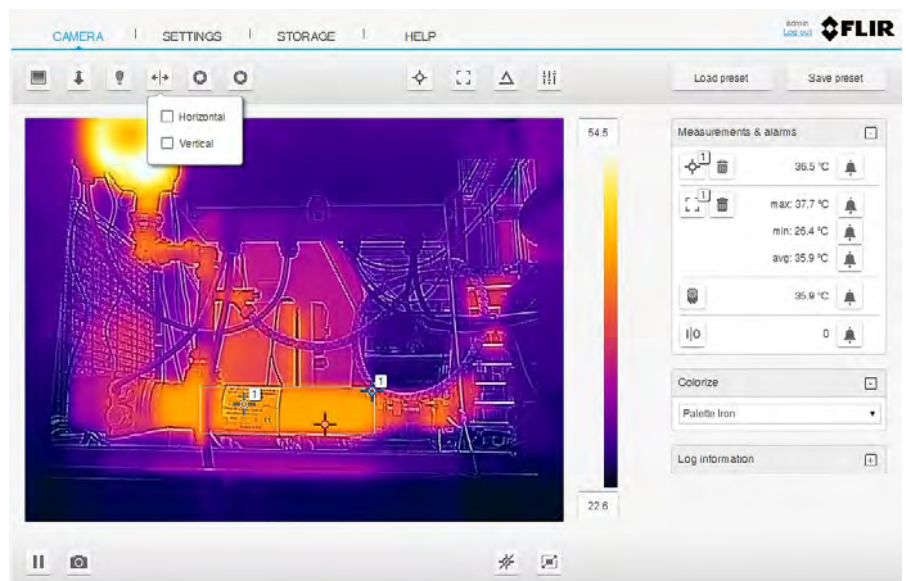 CAMERA
SETTINGS
STORAGE
HELP
admin
Log out
FLIR
Load preset
Save preset
Horizontal
Vertical
54.5
22.6
Measurements & alarms
1
36.5 °C
1
max: 37.7 °C
min: 26.4 °C
avg: 35.9 °C
35.9 °C
I|O
0
1
1
Colorize
Palette Iron
Log information